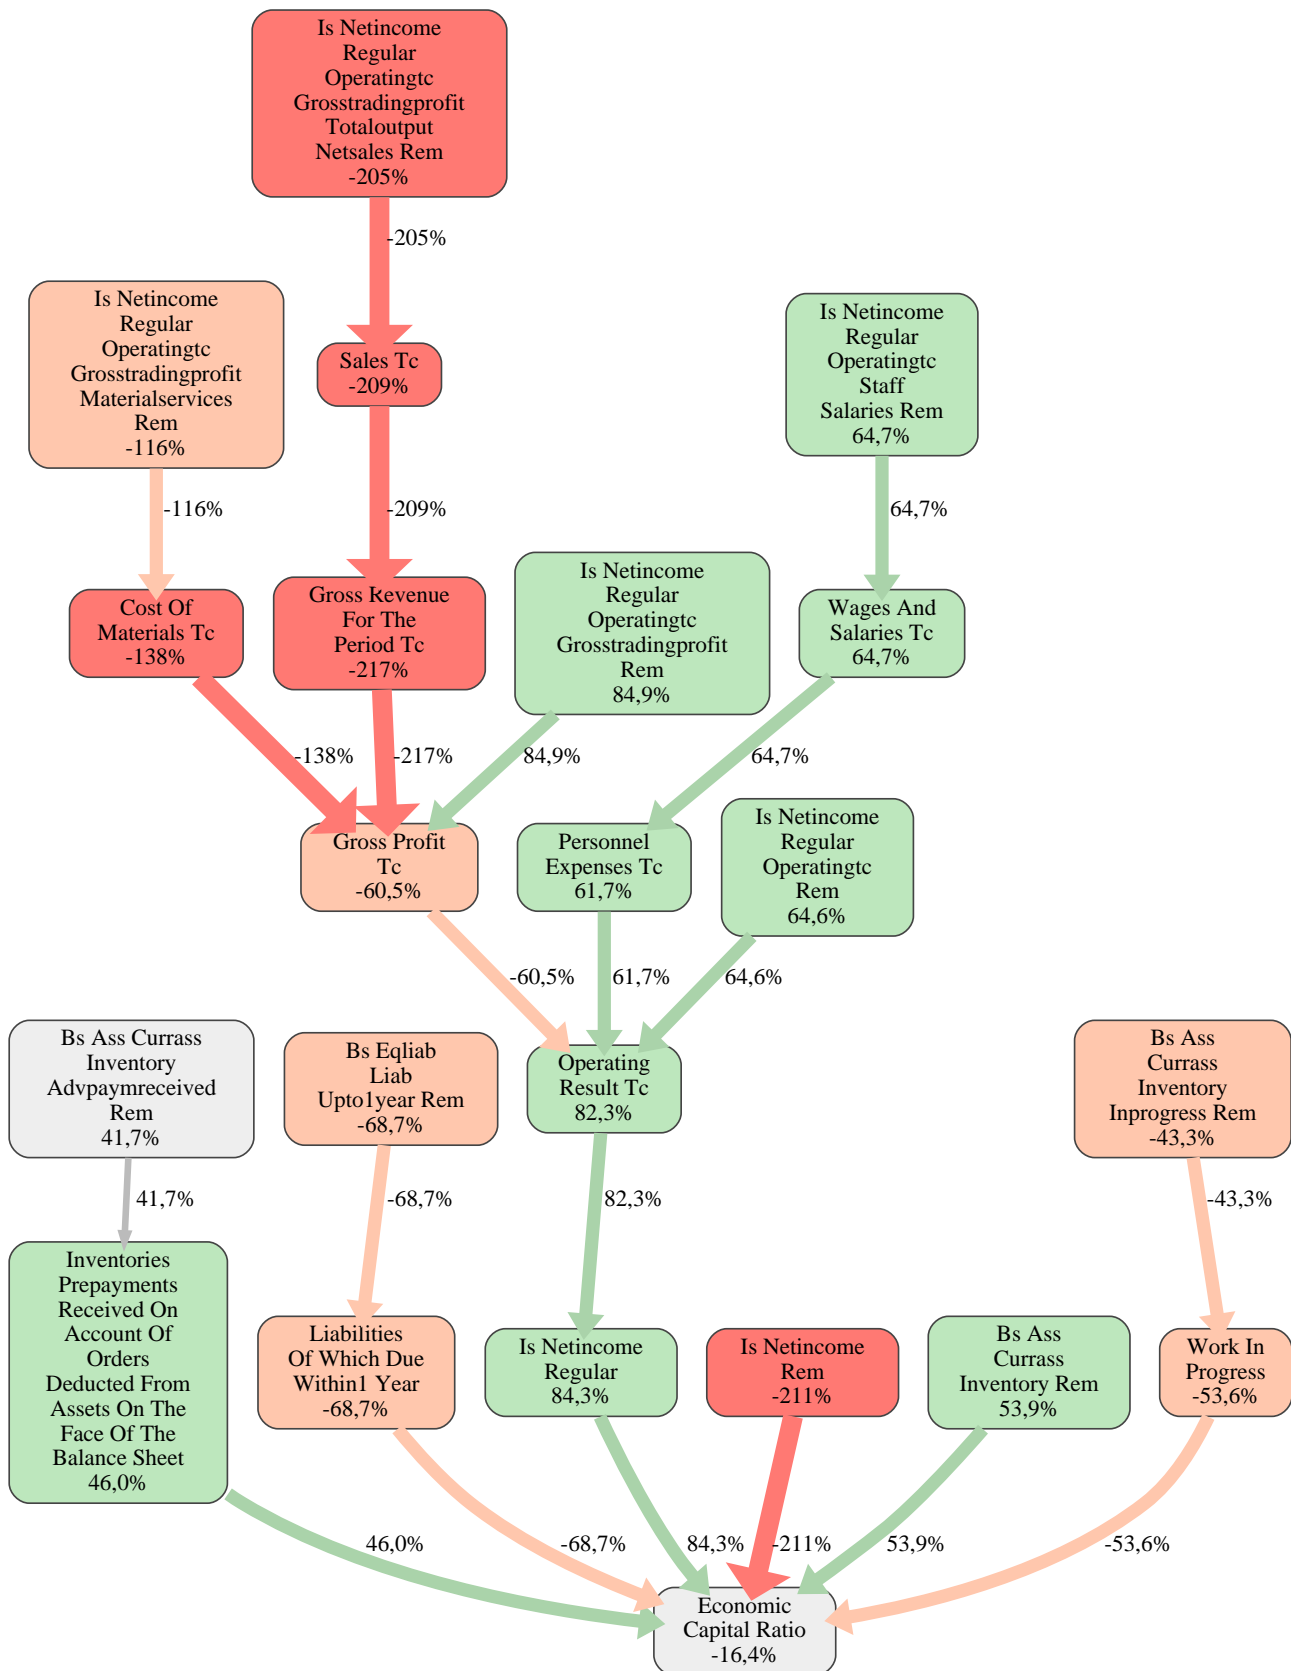 Is Netincome
Regular
Operatingtc
Grosstradingprofit
Totaloutput
Netsales Rem
-205%
-205%
Is Netincome
Regular
Operatingtc
Grosstradingprofit
Materialservices
Rem
-116%
Sales Tc
-209%
Is Netincome
Regular
Operatingtc
Staff
Salaries Rem
64,7%
-116%
-209%
64,7%
Cost Of
Materials Tc
-138%
Gross Revenue
For The
Period Tc
-217%
Is Netincome
Regular
Operatingtc
Grosstradingprofit
Rem
84,9%
Wages And
Salaries Tc
64,7%
-138%
-217%
84,9%
64,7%
Gross Profit
Tc
-60,5%
Personnel
Expenses Tc
61,7%
Is Netincome
Regular
Operatingtc
Rem
64,6%
-60,5%
61,7%
64,6%
Bs Ass Currass
Inventory
Advpaymreceived
Rem
41,7%
Bs Eqliab
Liab
Upto1year Rem
-68,7%
Operating
Result Tc
82,3%
Bs Ass
Currass
Inventory
Inprogress Rem
-43,3%
41,7%
-68,7%
82,3%
-43,3%
Inventories
Prepayments
Received On
Account Of
Orders
Deducted From
Assets On The
Face Of The
Balance Sheet
46,0%
Liabilities
Of Which Due
Within1 Year
-68,7%
Is Netincome
Regular
84,3%
Is Netincome
Rem
-211%
Bs Ass
Currass
Inventory Rem
53,9%
Work In
Progress
-53,6%
46,0%
-68,7%
84,3%
-211%
53,9%
-53,6%
Economic
Capital Ratio
-16,4%